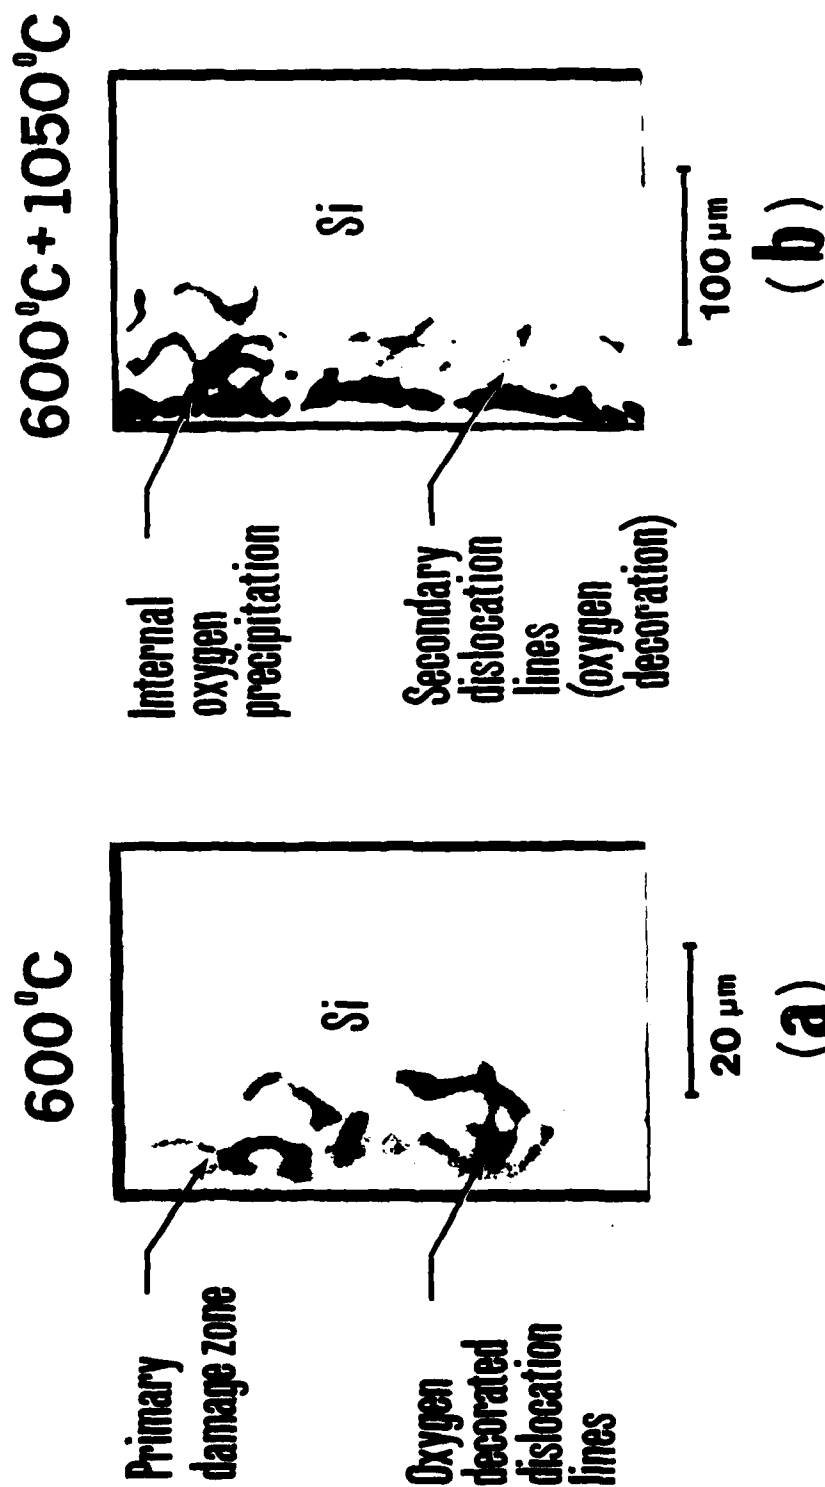 600°C
Primary
damage zone
Oxygen
decorated
dislocation
lines
Si
20 μm
(a)
600°C+1050°C
Internal
oxygen
precipitation
Secondary
dislocation
lines
(oxygen
decoration)
Si
100 μm
(b)